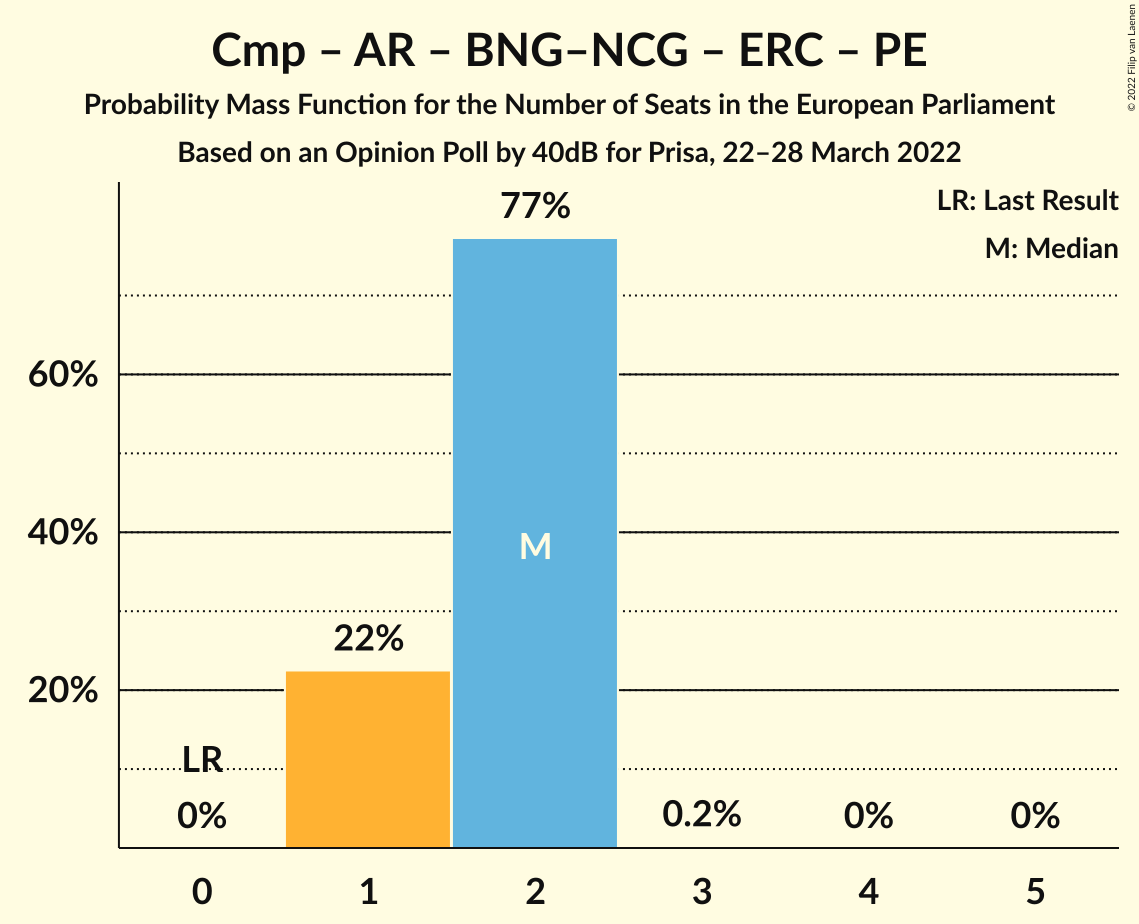 Cmp – AR – BNG–NCG – ERC – PE
Probability Mass Function for the Number of Seats in the European Parliament
Based on an Opinion Poll by 40dB for Prisa, 22–28 March 2022
© 2022 Filip van Laenen
LR: Last Result
M: Median
77%
60%
40%
M
22%
20%
LR
0%
0.2%
0%
0%
0 1 2 3 4 5